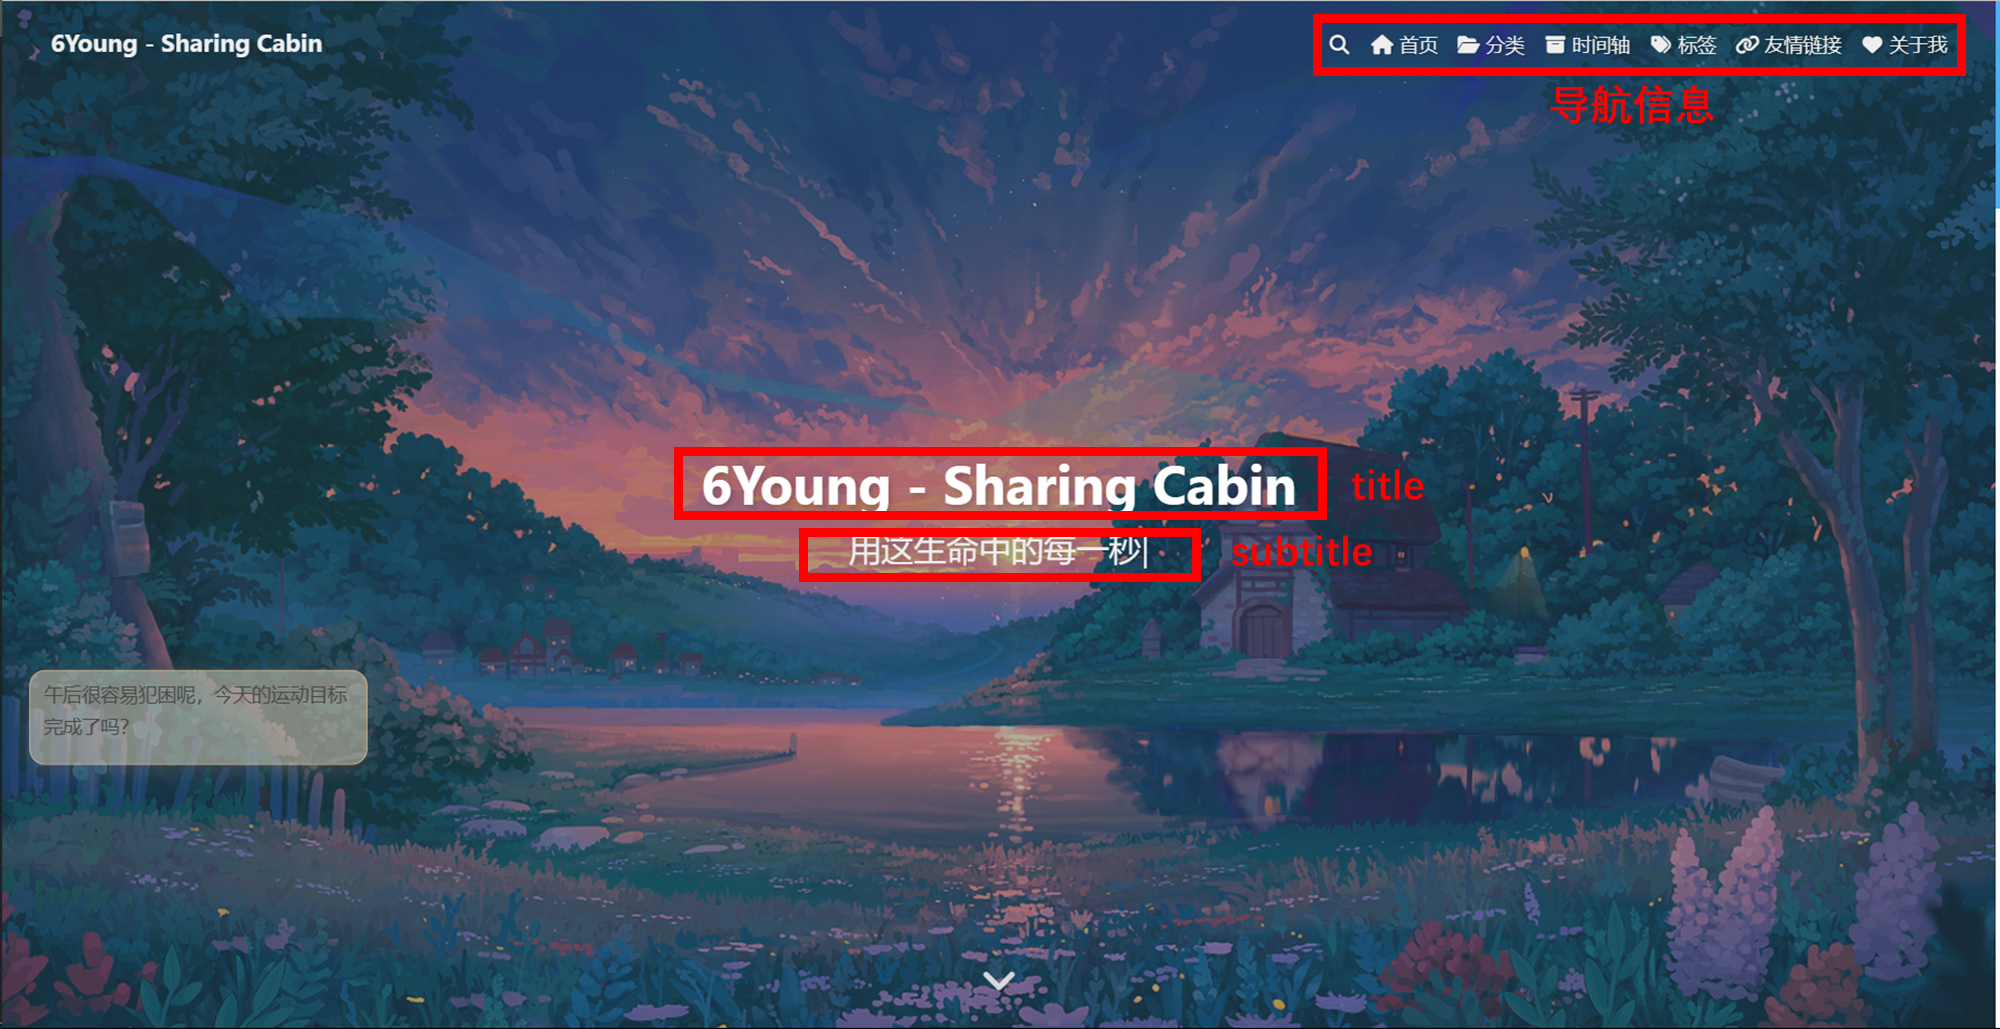 6Young - Sharing Cabin
首页 分类 时间轴 标签 友情链接 关于我
导航信息
6Young - Sharing Cabin title
用这生命中的每一秒| subtitle
午后很容易犯困呢，今天的运动目标
完成了吗？